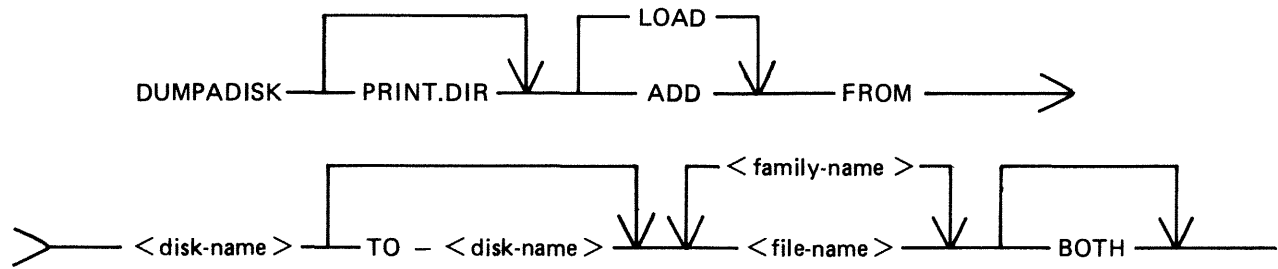 LOAD
DUMPADISK PRINT.DIR ADD FROM
<family-name>
<disk-name> TO – <disk-name> <file-name> BOTH